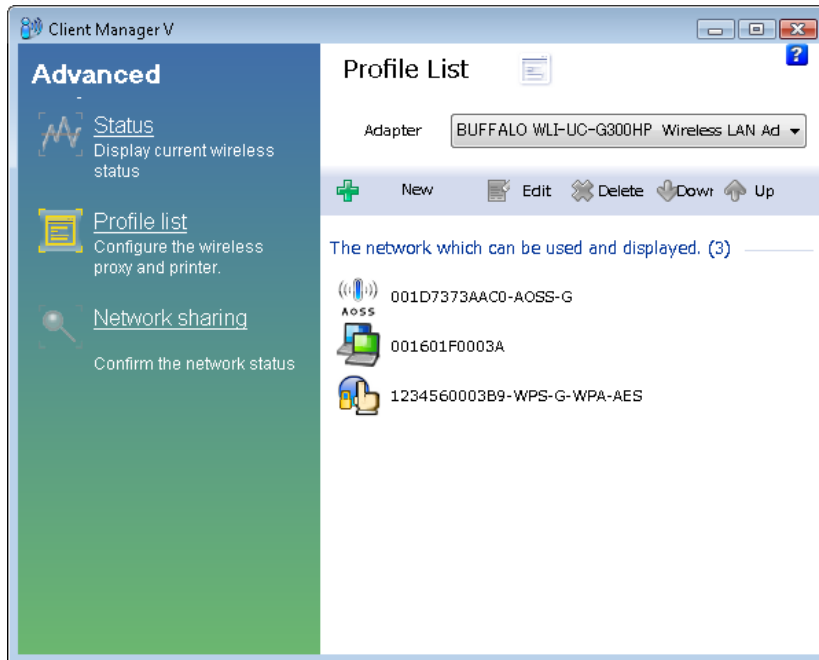 Client Manager V
Advanced
Status
Display current wireless
status
Profile list
Configure the wireless
proxy and printer.
Network sharing
Confirm the network status
Profile List
?
Adapter
BUFFALO WLI-UC-G300HP Wireless LAN Ad
New Edit Delete Down Up
The network which can be used and displayed. (3)
AOSS
001D7373AAC0-AOSS-G
001601F0003A
1234560003B9-WPS-G-WPA-AES